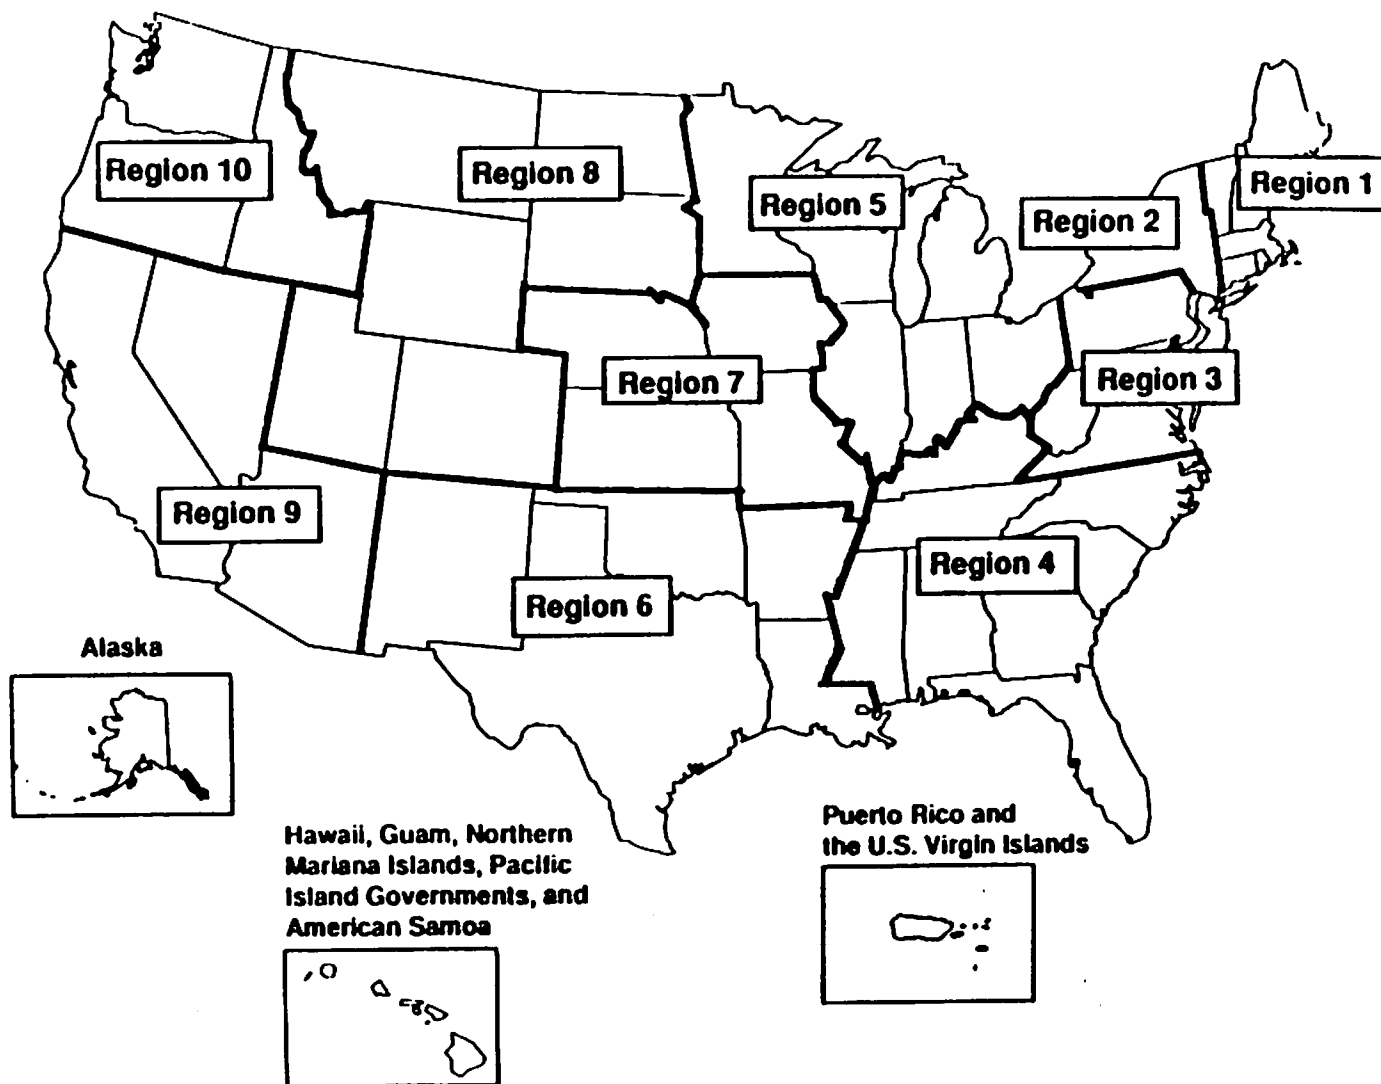 Region 10
Region 8
Region 5
Region 2
Region 1
Region 7
Region 3
Region 9
Region 4
Region 6
Alaska
Hawaii, Guam, Northern
Mariana Islands, Pacific
Island Governments, and
American Samoa
Puerto Rico and
the U.S. Virgin Islands